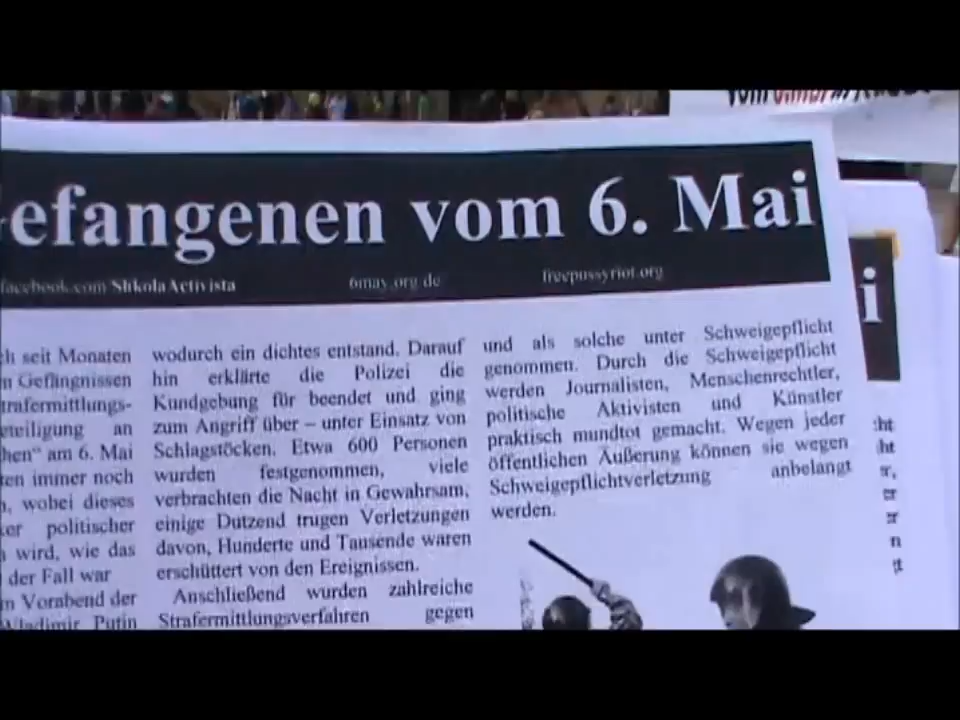 efangenen vom 6. Mai
facebook.com/ShkolaActivista 6may.org/de freepussyriot.org
ch seit Monaten
n Gefängnissen
trafermittlungs-
eteiligung an
hen“ am 6. Mai
ten immer noch
n, wobei dieses
ker politischer
n wird, wie das
der Fall war
m Vorabend der
Wladimir Putin
wodurch ein dichtes entstand. Darauf
hin erklärte die Polizei die
Kundgebung für beendet und ging
zum Angriff über – unter Einsatz von
Schlagstöcken. Etwa 600 Personen
wurden festgenommen, viele
verbrachten die Nacht in Gewahrsam,
einige Dutzend trugen Verletzungen
davon, Hunderte und Tausende waren
erschüttert von den Ereignissen.
Anschließend wurden zahlreiche
Strafermittlungsverfahren gegen
und als solche unter Schweigepflicht
genommen. Durch die Schweigepflicht
werden Journalisten, Menschenrechtler,
politische Aktivisten und Künstler
praktisch mundtot gemacht. Wegen jeder
öffentlichen Äußerung können sie wegen
Schweigepflichtverletzung anbelangt
werden.
i